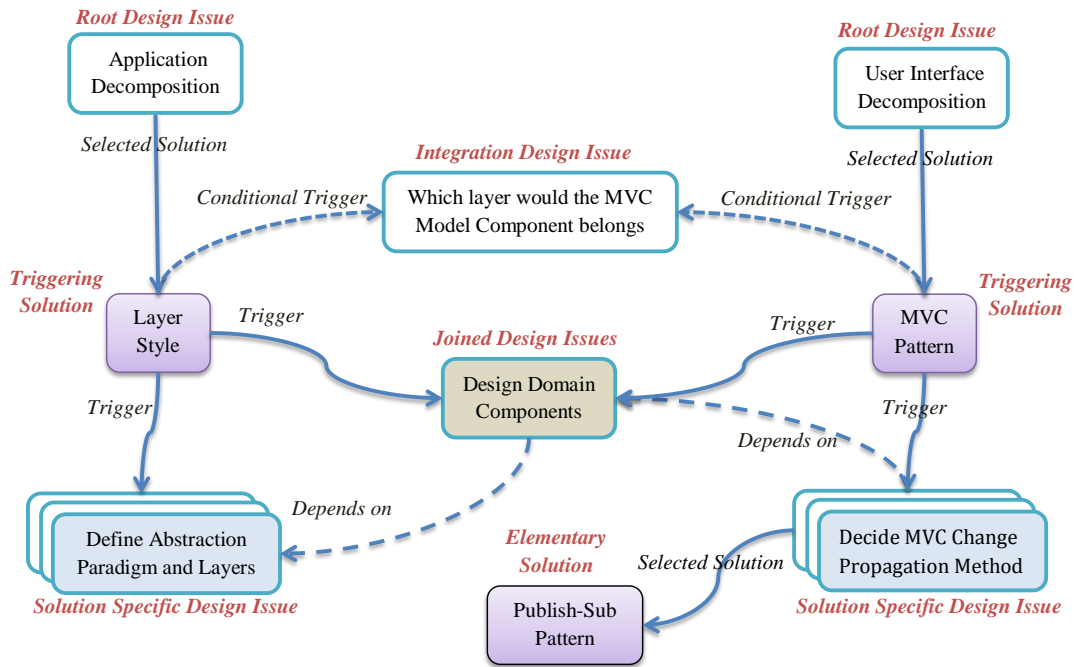 Root Design Issue
Application
Decomposition
Root Design Issue
User Interface
Decomposition
Selected Solution
Selected Solution
Integration Design Issue
Which layer would the MVC
Model Component belongs
Conditional Trigger
Conditional Trigger
Triggering
Solution
Layer
Style
Triggering
Solution
MVC
Pattern
Trigger
Trigger
Joined Design Issues
Design Domain
Components
Trigger
Trigger
Depends on
Depends on
Define Abstraction
Paradigm and Layers
Solution Specific Design Issue
Elementary
Solution
Publish-Sub
Pattern
Selected Solution
Decide MVC Change
Propagation Method
Solution Specific Design Issue